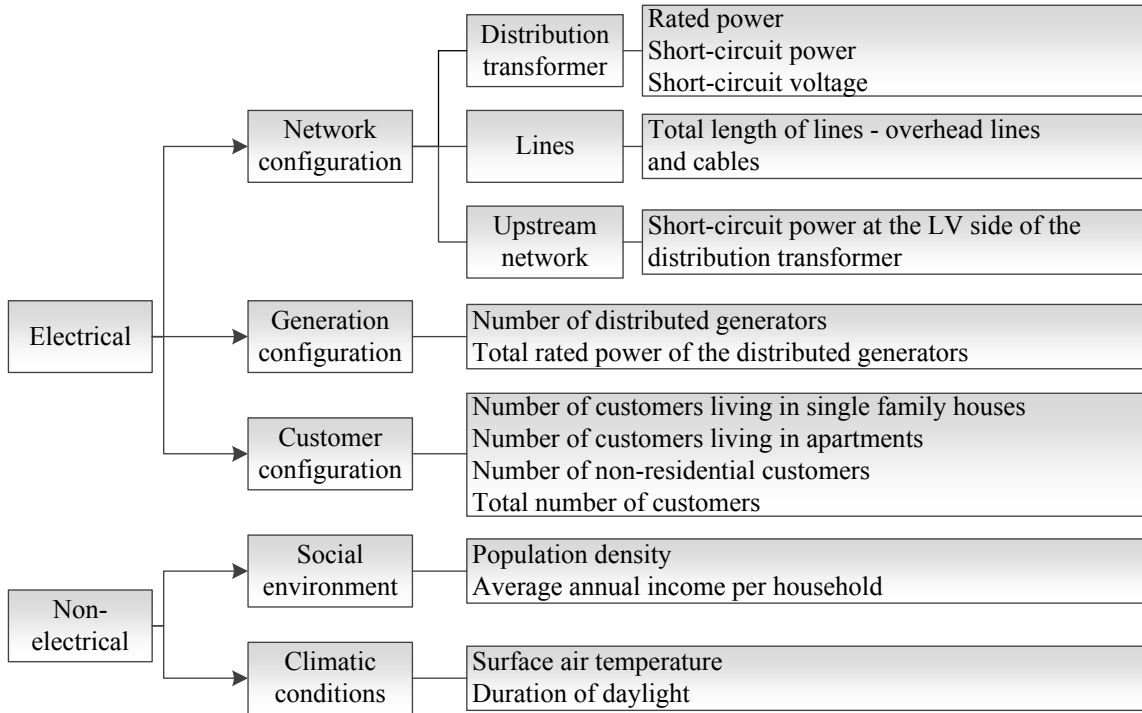 Electrical
Network
configuration
Distribution
transformer
Rated power
Short-circuit power
Short-circuit voltage
Lines
Total length of lines - overhead lines
and cables
Upstream
network
Short-circuit power at the LV side of the
distribution transformer
Generation
configuration
Number of distributed generators
Total rated power of the distributed generators
Customer
configuration
Number of customers living in single family houses
Number of customers living in apartments
Number of non-residential customers
Total number of customers
Non-
electrical
Social
environment
Population density
Average annual income per household
Climatic
conditions
Surface air temperature
Duration of daylight